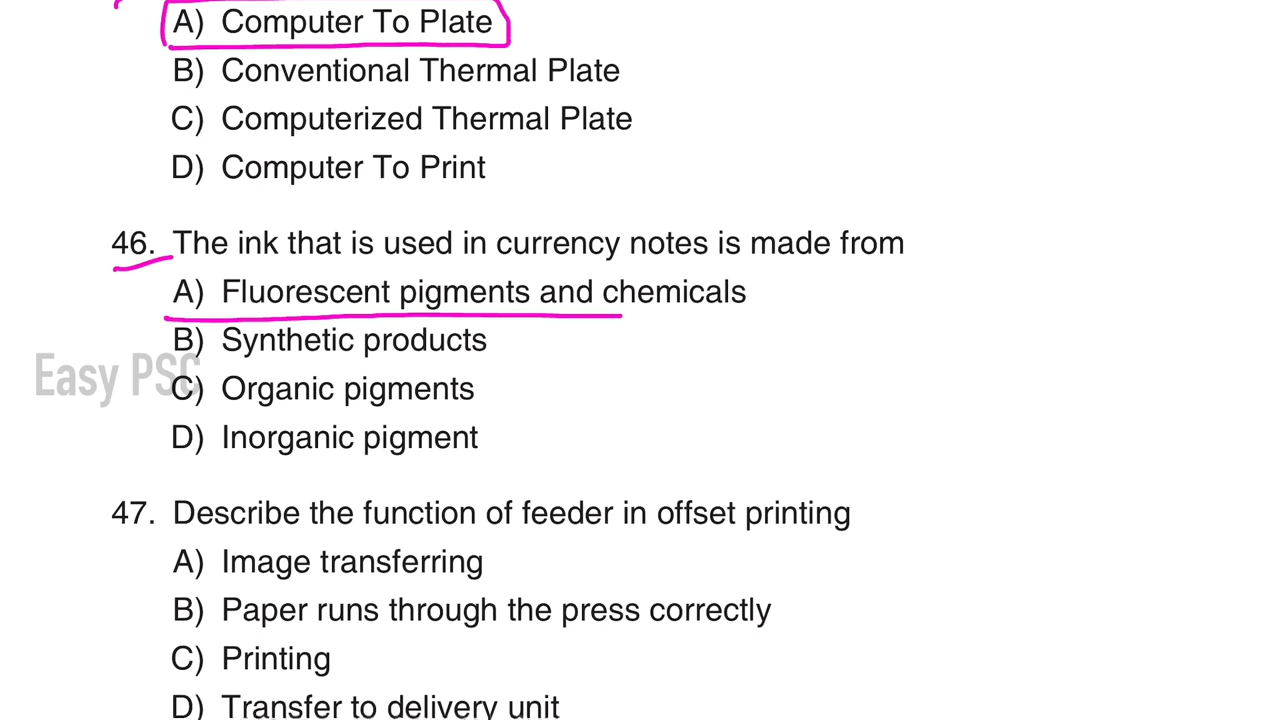 A) Computer To Plate
B) Conventional Thermal Plate
C) Computerized Thermal Plate
D) Computer To Print
46. The ink that is used in currency notes is made from
A) Fluorescent pigments and chemicals
B) Synthetic products
Easy PSC
C) Organic pigments
D) Inorganic pigment
47. Describe the function of feeder in offset printing
A) Image transferring
B) Paper runs through the press correctly
C) Printing
D) Transfer to delivery unit